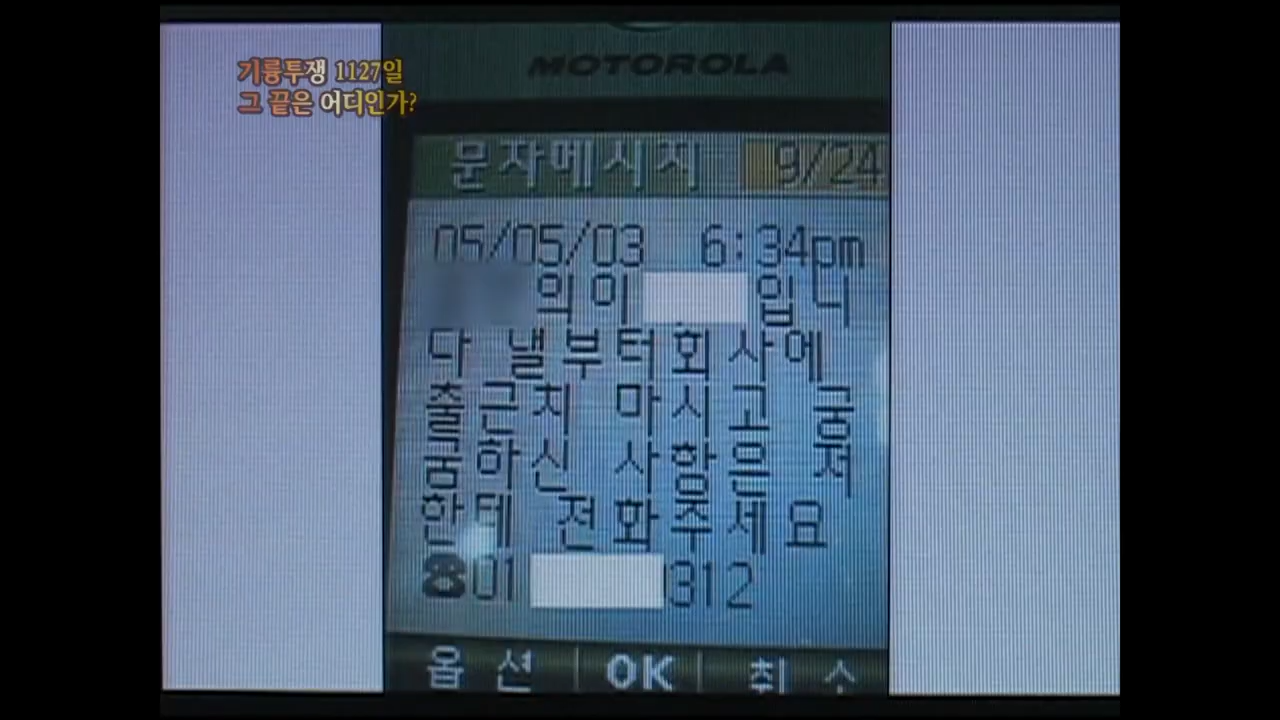 기륭투쟁 1127일
그 끝은 어디인가?
MOTOROLA
문자메시지 9/24
05/05/03 6:34pm
의이 입니
다 낼부터회사에
출근치 마시고 궁
굼하신 사항은 저
한테 전화주세요
☎01 312
옵션 OK 취소